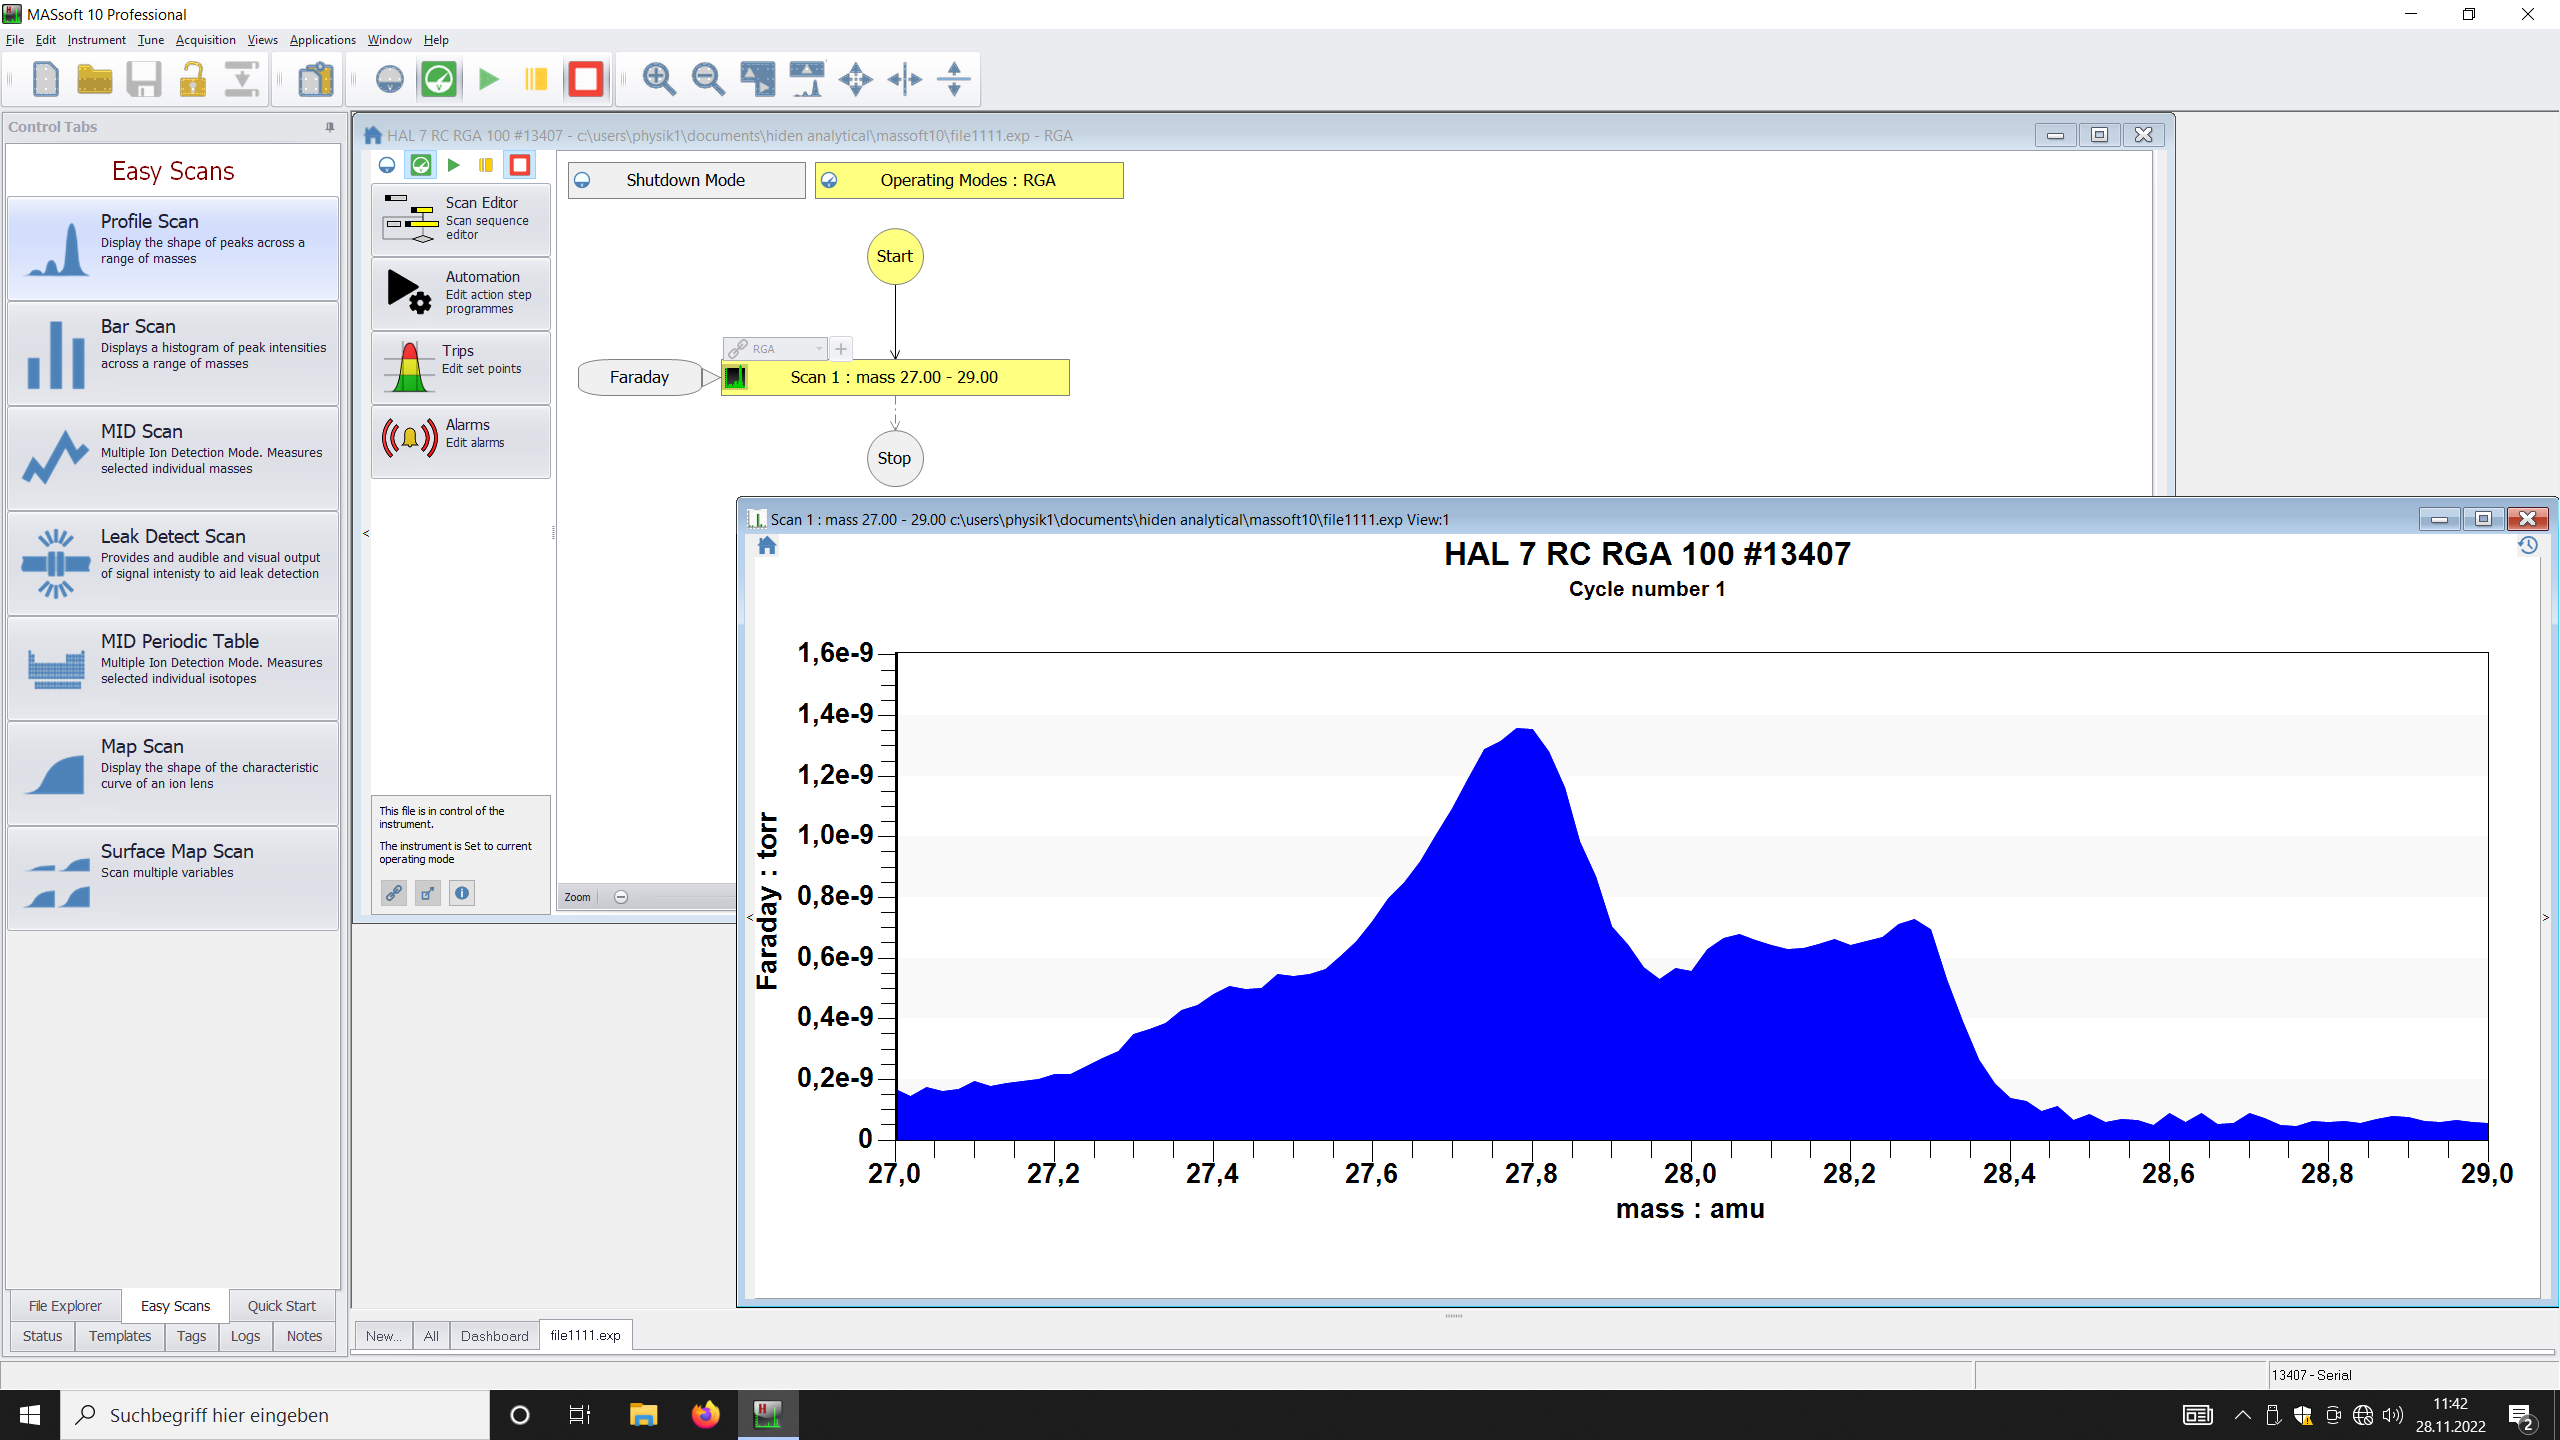 MASsoft 10 Professional
File Edit Instrument Tune Acquisition Views Applications Window Help
Control Tabs
Easy Scans
Profile Scan
Display the shape of peaks across a
range of masses
Bar Scan
Displays a histogram of peak intensities
across a range of masses
MID Scan
Multiple Ion Detection Mode. Measures
selected individual masses
Leak Detect Scan
Provides and audible and visual output
of signal intenisty to aid leak detection
MID Periodic Table
Multiple Ion Detection Mode. Measures
selected individual isotopes
Map Scan
Display the shape of the characteristic
curve of an ion lens
Surface Map Scan
Scan multiple variables
File Explorer Easy Scans Quick Start
Status Templates Tags Logs Notes
HAL 7 RC RGA 100 #13407 - c:\users\physik1\documents\hiden analytical\massoft10\file1111.exp - RGA
Scan Editor
Scan sequence
editor
Automation
Edit action step
programmes
Trips
Edit set points
Alarms
Edit alarms
This file is in control of the
instrument.
The instrument is Set to current
operating mode
Shutdown Mode
Operating Modes : RGA
Start
RGA +
Faraday
Scan 1 : mass 27.00 - 29.00
Stop
Zoom
Scan 1 : mass 27.00 - 29.00 c:\users\physik1\documents\hiden analytical\massoft10\file1111.exp View:1
HAL 7 RC RGA 100 #13407
Cycle number 1
1,6e-9
1,4e-9
1,2e-9
1,0e-9
0,8e-9
0,6e-9
0,4e-9
0,2e-9
0
Faraday : torr
27,0 27,2 27,4 27,6 27,8 28,0 28,2 28,4 28,6 28,8 29,0
mass : amu
New... All Dashboard file1111.exp
13407 - Serial
Suchbegriff hier eingeben
11:42
28.11.2022
2